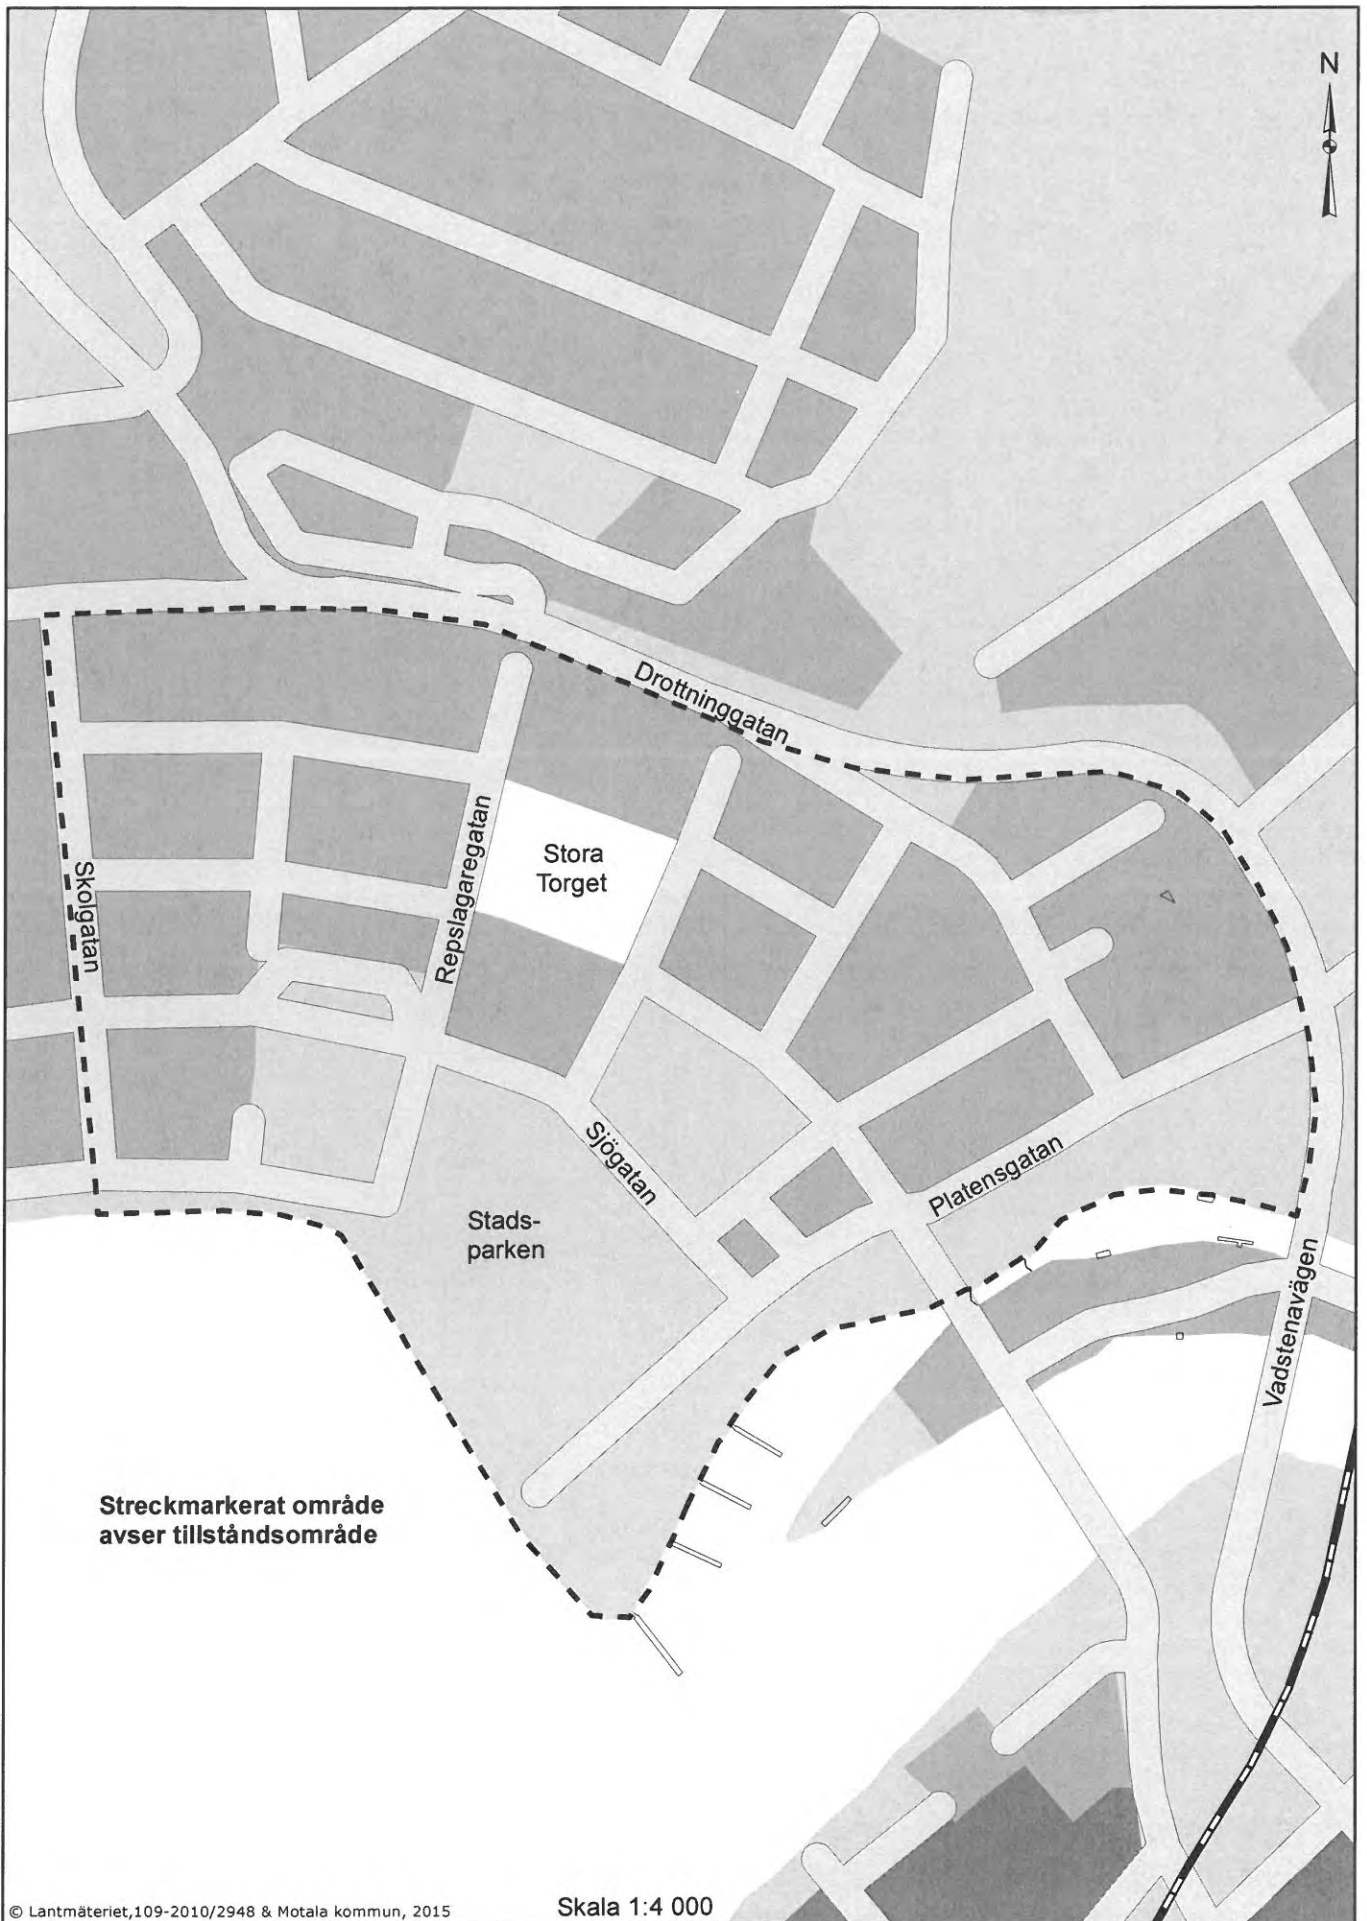 N
Drottninggatan
Stora
Torget
Repslagaregatan
Skolgatan
Sjögatan
Platensgatan
Stads-
parken
Vadstenavägen
Streckmarkerat område
avser tillståndsområde
© Lantmäteriet,109-2010/2948 & Motala kommun, 2015
Skala 1:4 000